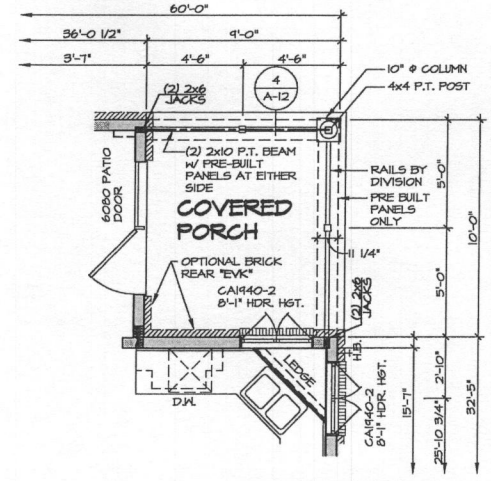 60'-0"
36'-0 1/2"
9'-0"
3'-7"
4'-6"
4'-6"
4
A-12
(2) 2x6
JACKS
10" Φ COLUMN
4x4 P.T. POST
(2) 2x10 P.T. BEAM
W/ PRE-BUILT
PANELS AT EITHER
SIDE
6080 PATIO
DOOR
RAILS BY
DIVISION
PRE BUILT
PANELS
ONLY
5'-0"
10'-0"
COVERED
PORCH
11 1/4"
OPTIONAL BRICK
REAR "EVK"
CA1940-2
8'-1" HDR. HGT.
(2) 2x6
JACKS
5'-0"
LEDGE
H.B.
D.W.
CA1940-2
8'-1" HDR. HGT.
15'-7"
2'-10"
25'-10 3/4"
32'-5"